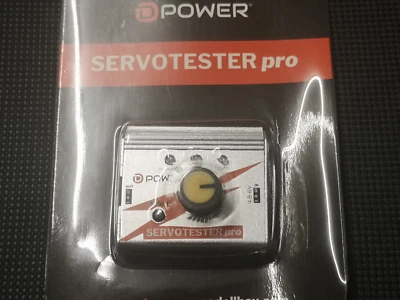 D POWER
SERVOTESTER pro
D POW
4.8-6V
SERVOTESTER pro